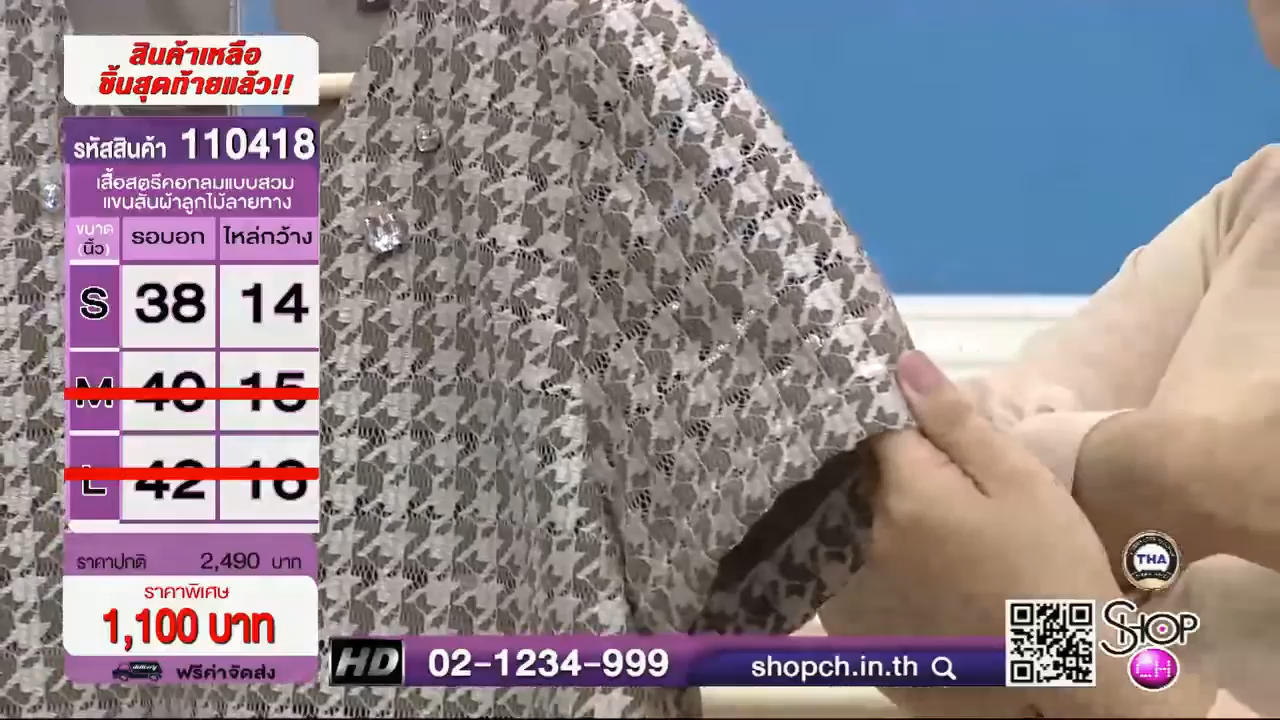 สินค้าเหลือ
ชิ้นสุดท้ายแล้ว!!
รหัสสินค้า 110418
เสื้อสตรีคอกลมแบบสวม
แขนสั้นผ้าลูกไม้ลายทาง
ขนาด (นิ้ว) รอบอก ไหล่กว้าง
S 38 14
M 40 15
L 42 16
ราคาปกติ 2,490 บาท
ราคาพิเศษ
1,100 บาท
delivery ฟรีค่าจัดส่ง
HD 02-1234-999 shopch.in.th
THA
SHOP
CH